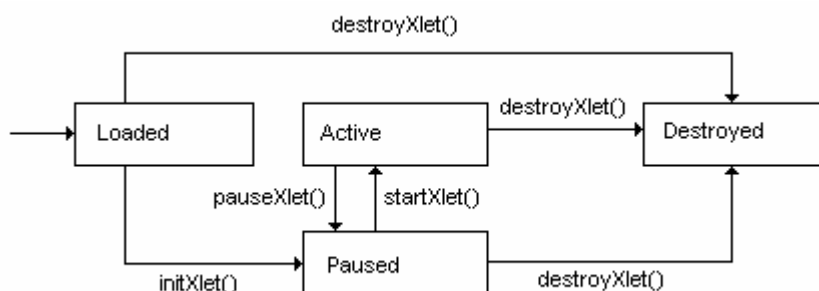 destroyXlet()
Loaded
Active
destroyXlet()
Destroyed
pauseXlet()
startXlet()
Paused
initXlet()
destroyXlet()